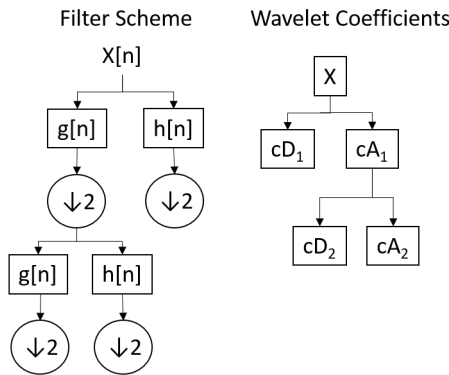 Filter Scheme
X[n]
g[n] h[n]
↓2 ↓2
g[n] h[n]
↓2 ↓2
Wavelet Coefficients
X
cD₁ cA₁
cD₂ cA₂